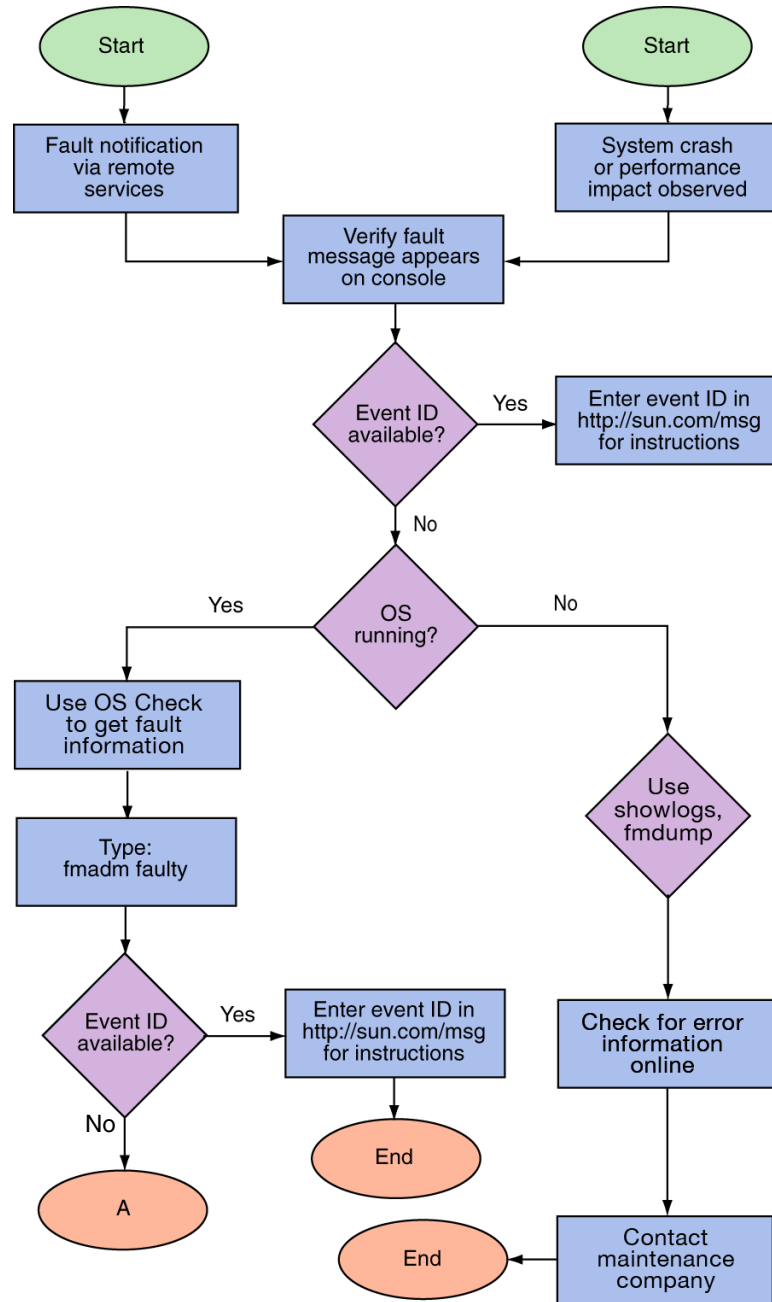 Start
Start
Fault notification
via remote
services
System crash
or performance
impact observed
Verify fault
message appears
on console
Event ID
available?
Yes
Enter event ID in
http://sun.com/msg
for instructions
No
OS
running?
Yes
No
Use OS Check
to get fault
information
Use
showlogs,
fmdump
Type:
fmadm faulty
Event ID
available?
Yes
Enter event ID in
http://sun.com/msg
for instructions
Check for error
information
online
No
A
End
End
Contact
maintenance
company